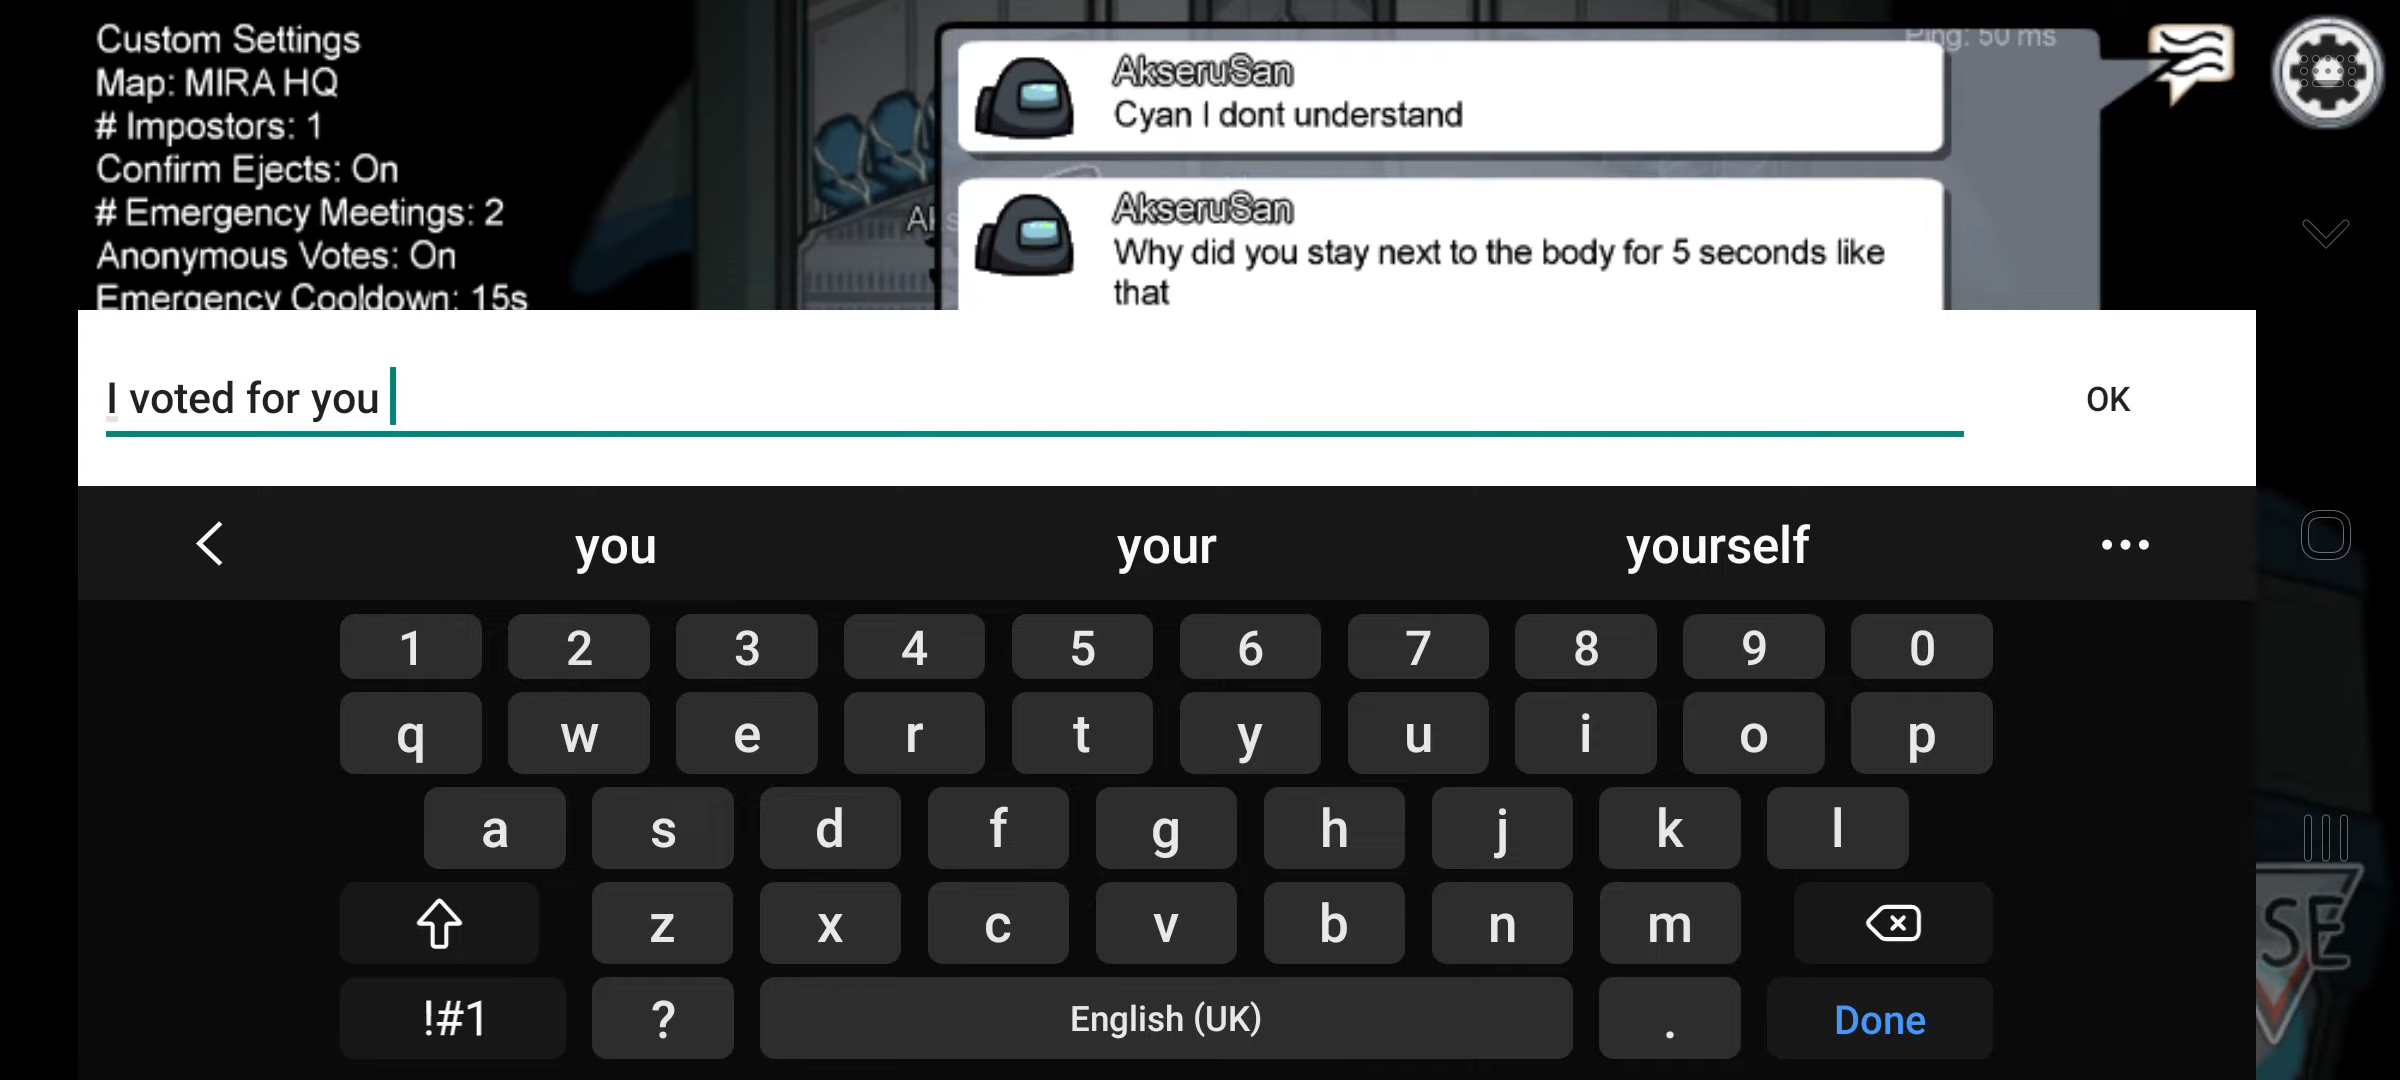 Custom Settings
Map: MIRA HQ
# Impostors: 1
Confirm Ejects: On
# Emergency Meetings: 2
Anonymous Votes: On
Emergency Cooldown: 15s
Ping: 50 ms
AkseruSan
Cyan I dont understand
AkseruSan
Why did you stay next to the body for 5 seconds like
that
I voted for you
OK
you your yourself
1 2 3 4 5 6 7 8 9 0
q w e r t y u i o p
a s d f g h j k l
z x c v b n m
!#1 ? English (UK) . Done
SE